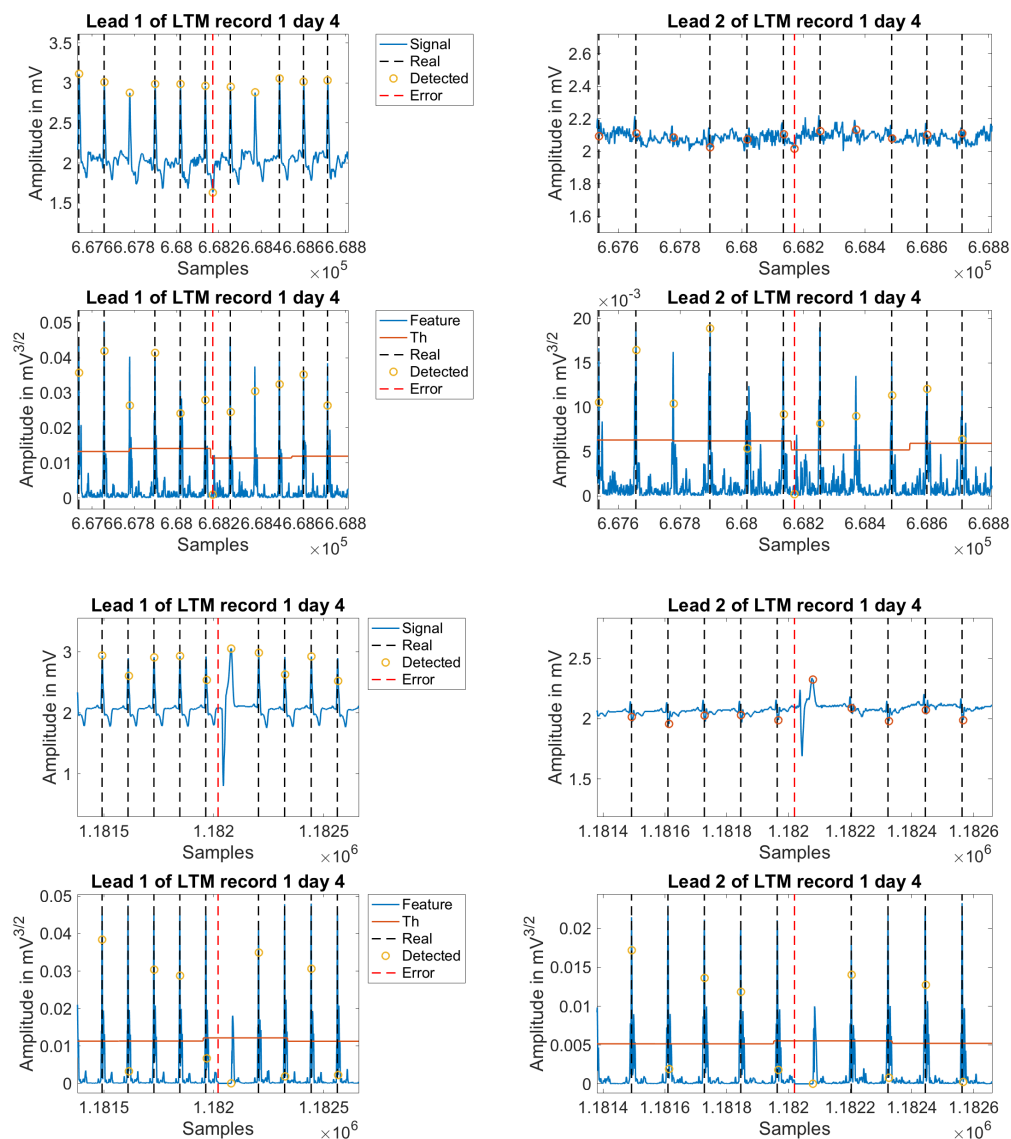 Lead 1 of LTM record 1 day 4
Amplitude in mV
3.5
3
2.5
2
1.5
6.676 6.678 6.68 6.682 6.684 6.686 6.688
Samples
×10^5
Signal
Real
Detected
Error
Lead 2 of LTM record 1 day 4
Amplitude in mV
2.6
2.4
2.2
2
1.8
1.6
6.676 6.678 6.68 6.682 6.684 6.686 6.688
Samples
×10^5
Lead 1 of LTM record 1 day 4
Amplitude in mV^3/2
0.05
0.04
0.03
0.02
0.01
0
6.676 6.678 6.68 6.682 6.684 6.686 6.688
Samples
×10^5
Feature
Th
Real
Detected
Error
×10^-3
Lead 2 of LTM record 1 day 4
Amplitude in mV^3/2
20
15
10
5
0
6.676 6.678 6.68 6.682 6.684 6.686 6.688
Samples
×10^5
Lead 1 of LTM record 1 day 4
Amplitude in mV
3
2
1
1.1815 1.182 1.1825
Samples
×10^6
Signal
Real
Detected
Error
Lead 2 of LTM record 1 day 4
Amplitude in mV
2.5
2
1.5
1.1814 1.1816 1.1818 1.182 1.1822 1.1824 1.1826
Samples
×10^6
Lead 1 of LTM record 1 day 4
Amplitude in mV^3/2
0.05
0.04
0.03
0.02
0.01
0
1.1815 1.182 1.1825
Samples
×10^6
Feature
Th
Real
Detected
Error
Lead 2 of LTM record 1 day 4
Amplitude in mV^3/2
0.02
0.015
0.01
0.005
0
1.1814 1.1816 1.1818 1.182 1.1822 1.1824 1.1826
Samples
×10^6